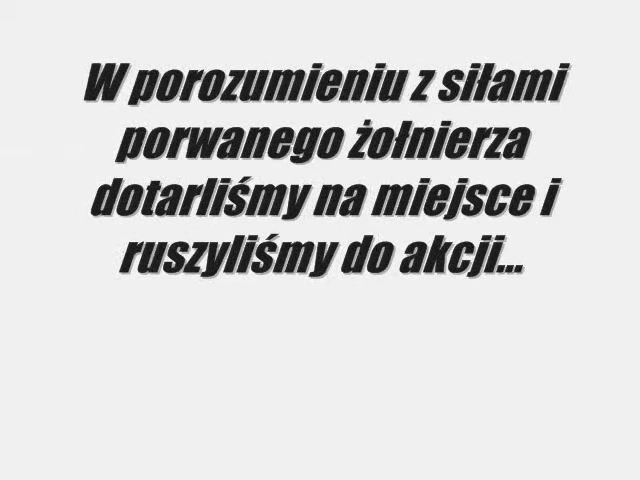 W porozumieniu z siłami
porwanego żołnierza
dotarliśmy na miejsce i
ruszyliśmy do akcji...